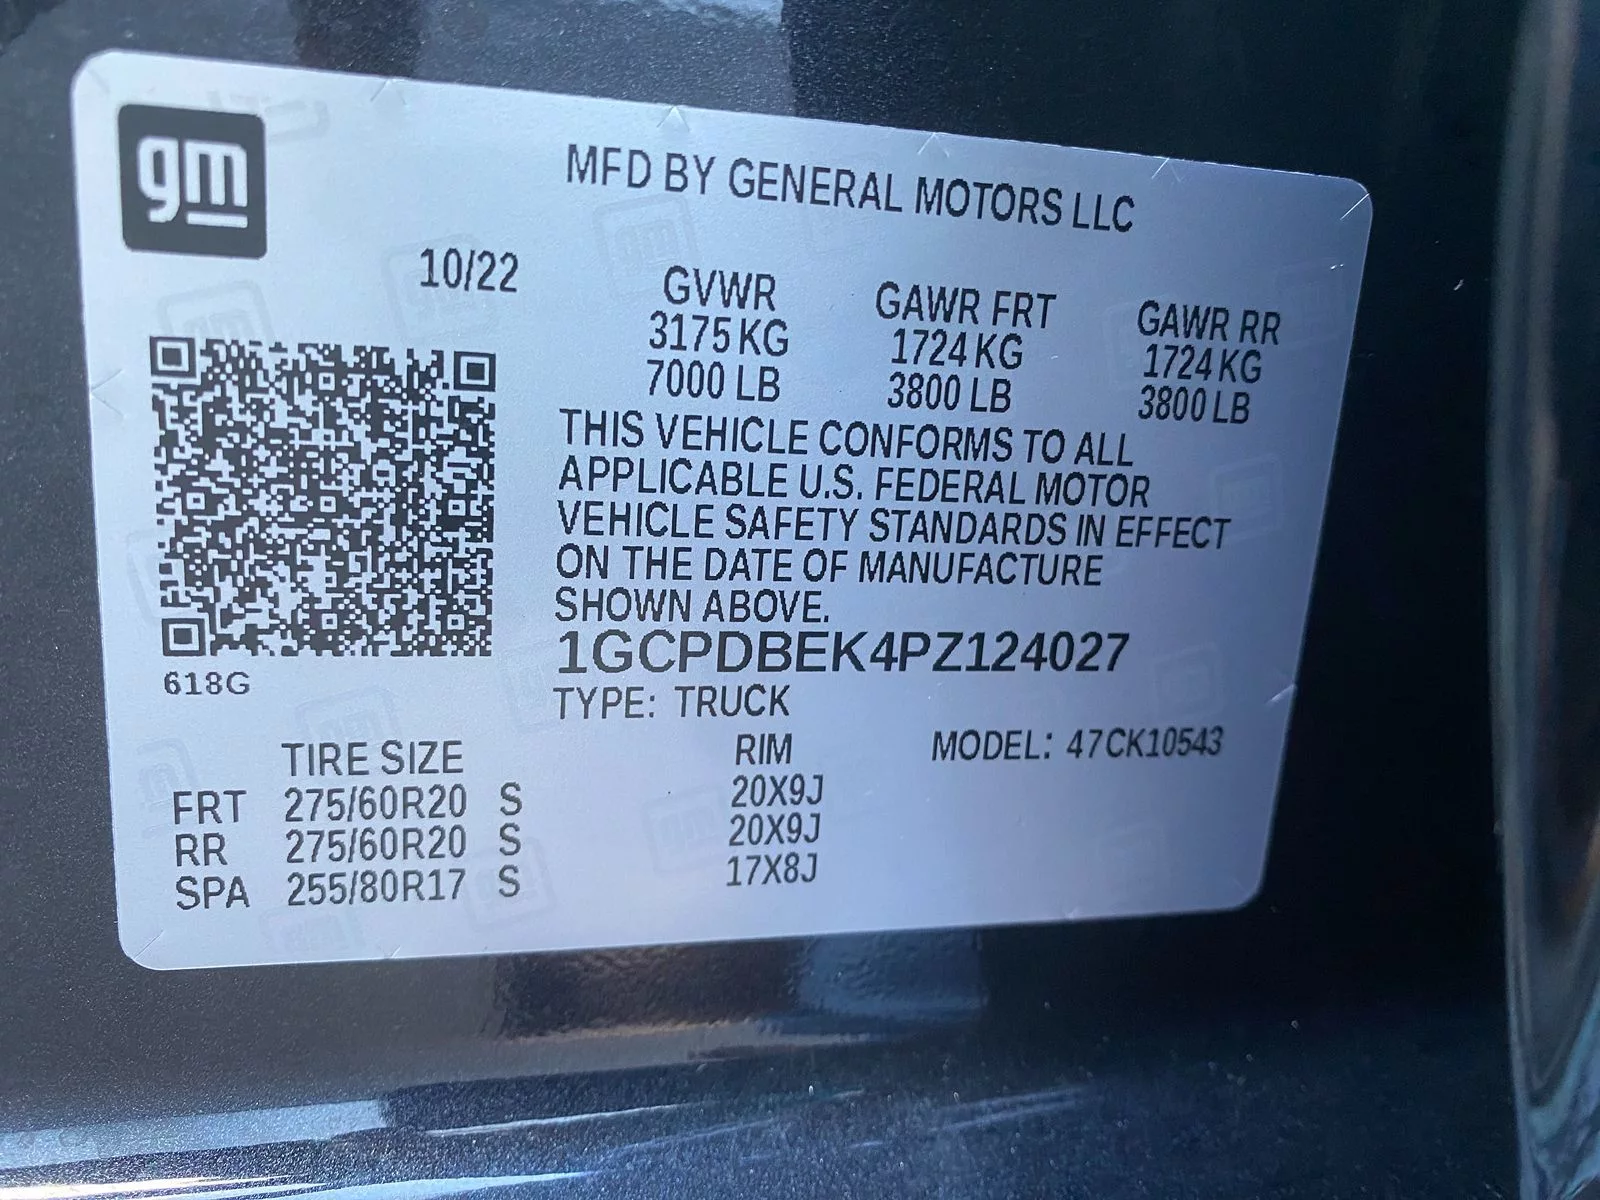 gm
MFD BY GENERAL MOTORS LLC
10/22
GVWR GAWR FRT GAWR RR
3175 KG 1724 KG 1724 KG
7000 LB 3800 LB 3800 LB
THIS VEHICLE CONFORMS TO ALL
APPLICABLE U.S. FEDERAL MOTOR
VEHICLE SAFETY STANDARDS IN EFFECT
ON THE DATE OF MANUFACTURE
SHOWN ABOVE.
1GCPDBEK4PZ124027
618G
TYPE: TRUCK
TIRE SIZE RIM MODEL: 47CK10543
FRT 275/60R20 S 20X9J
RR 275/60R20 S 20X9J
SPA 255/80R17 S 17X8J